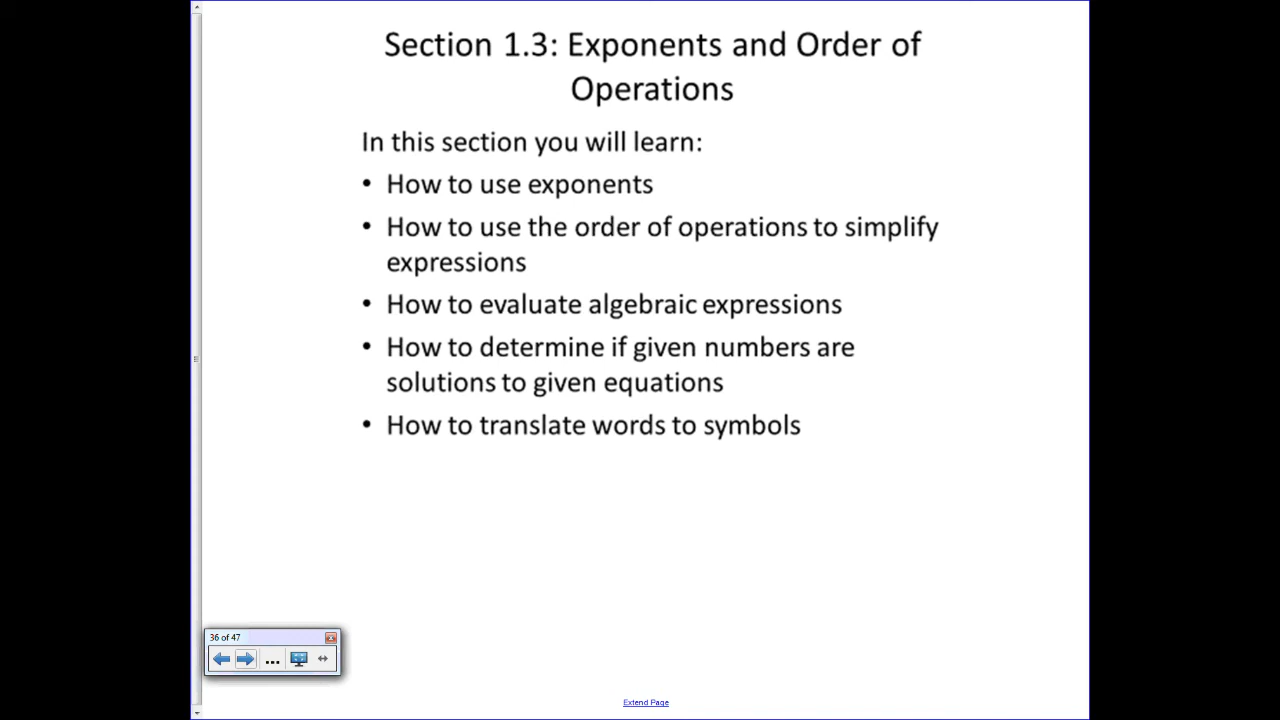 Section 1.3: Exponents and Order of
Operations
In this section you will learn:
• How to use exponents
• How to use the order of operations to simplify
expressions
• How to evaluate algebraic expressions
• How to determine if given numbers are
solutions to given equations
• How to translate words to symbols
36 of 47
...
Extend Page